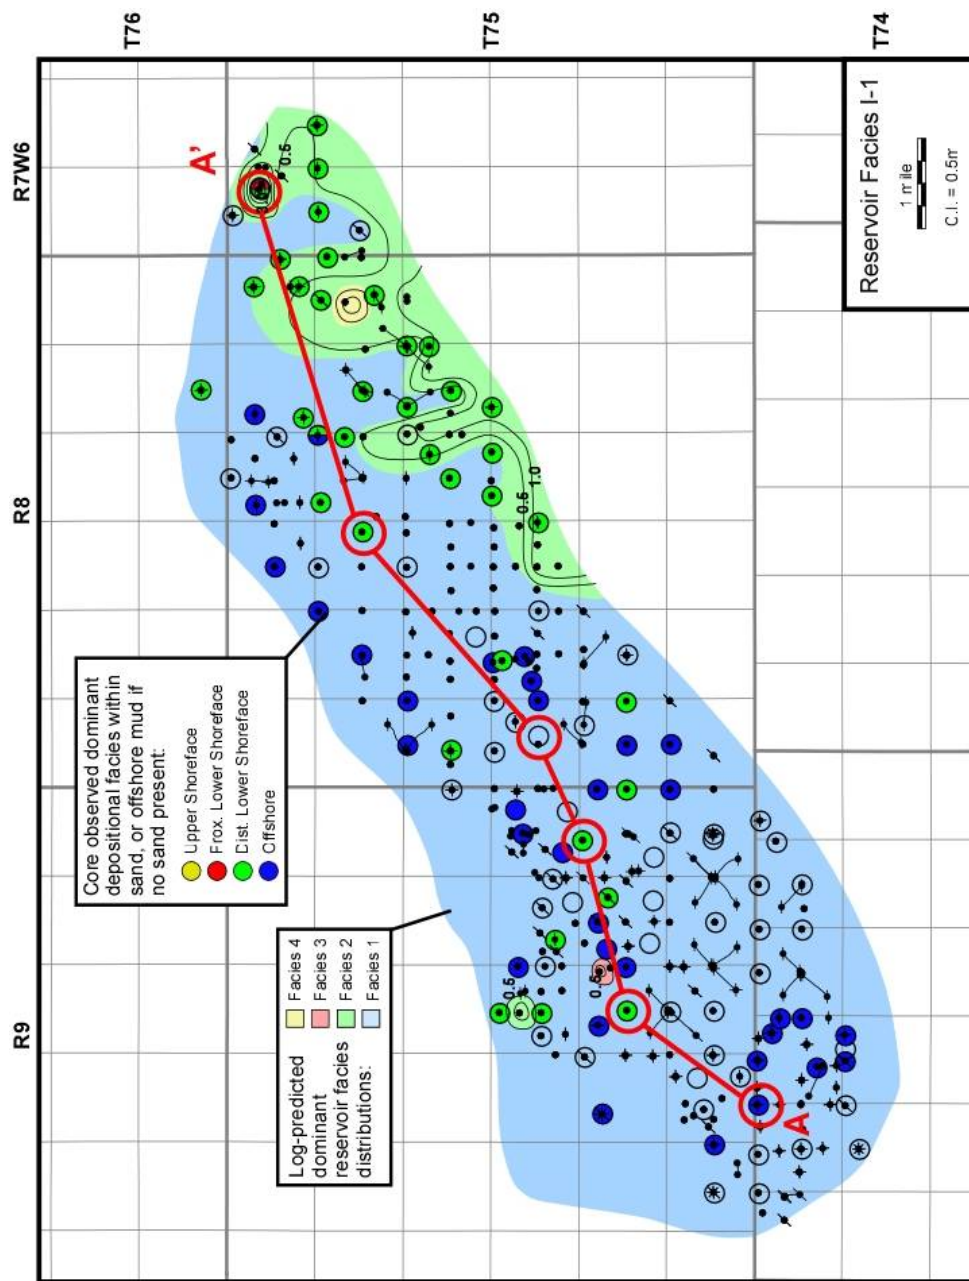 T76
T75
T74
R7W6
R8
R9
A'
0.5
0.5
1.0
0.5
0.5
A
Core observed dominant
depositional facies within
sand, or offshore mud if
no sand present:
Upper Shoreface
Frox. Lower Shoreface
Dist. Lower Shoreface
Offshore
Log-predicted
dominant
reservoir facies
distributions:
Facies 4
Facies 3
Facies 2
Facies 1
Reservoir Facies I-1
1 mile
C.I. = 0.5m